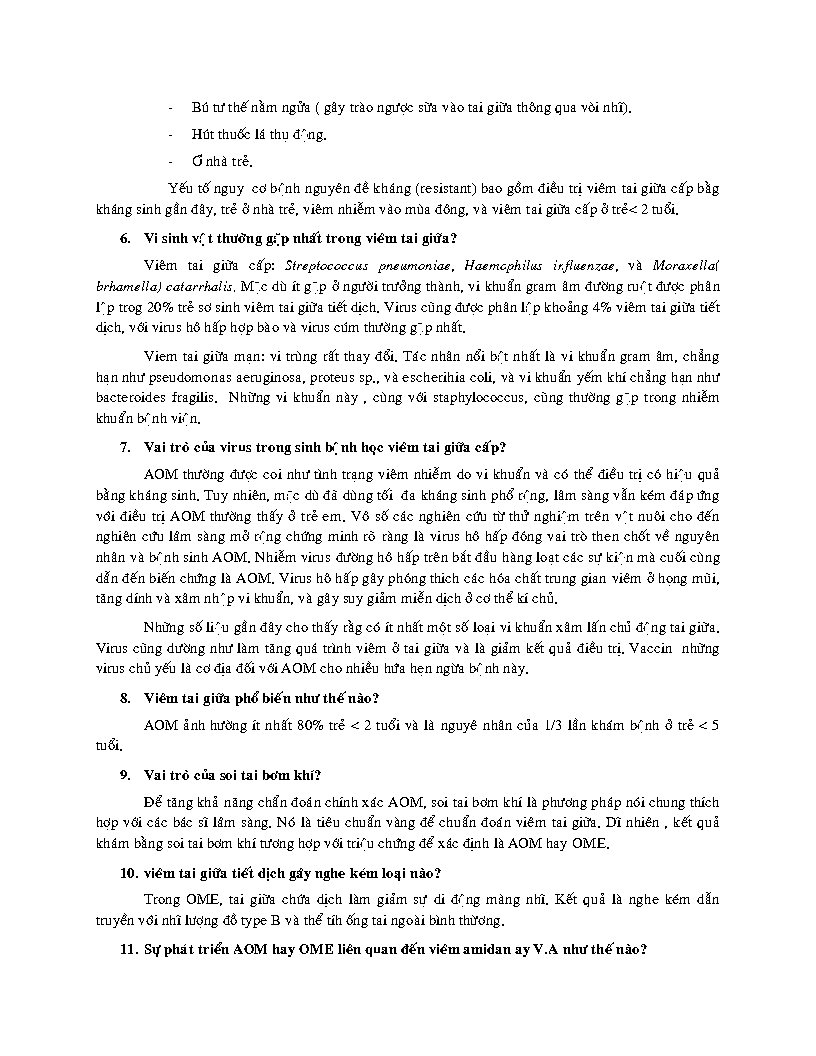 - Bú tư thế nằm ngửa ( gây trào ngược sữa vào tai giữa thông qua vòi nhĩ).
- Hút thuốc lá thụ động.
- Ở nhà trẻ.
Yếu tố nguy cơ bệnh nguyên đề kháng (resistant) bao gồm điều trị viêm tai giữa cấp bằg
kháng sinh gần đây, trẻ ở nhà trẻ, viêm nhiễm vào mùa đông, và viêm tai giữa cấp ở trẻ< 2 tuổi.
6. Vi sinh vật thường gặp nhất trong viêm tai giữa?
Viêm tai giữa cấp: Streptococcus pneumoniae, Haemophilus influenzae, và Moraxella(
brhamella) catarrhalis. Mặc dù ít gặp ở người trưởng thành, vi khuẩn gram âm đường ruột được phân
lập trog 20% trẻ sơ sinh viêm tai giữa tiết dịch. Virus cũng được phân lập khoảng 4% viêm tai giữa tiết
dịch, với virus hô hấp hợp bào và virus cúm thường gặp nhất.
Viem tai giữa mạn: vi trùng rất thay đổi. Tác nhân nổi bật nhất là vi khuẩn gram âm, chẳng
hạn như pseudomonas aeruginosa, proteus sp., và escherihia coli, và vi khuẩn yếm khí chẳng hạn như
bacteroides fragilis. Những vi khuẩn này , cùng với staphylococcus, cũng thường gặp trong nhiễm
khuẩn bệnh viện.
7. Vai trò của virus trong sinh bệnh học viêm tai giữa cấp?
AOM thường được coi như tình trạng viêm nhiễm do vi khuẩn và có thể điều trị có hiệu quả
bằng kháng sinh. Tuy nhiên, mặc dù đã dùng tối đa kháng sinh phổ rộng, lâm sàng vẫn kém đáp ứng
với điều trị AOM thường thấy ở trẻ em. Vô số các nghiên cứu từ thử nghiệm trên vật nuôi cho đến
nghiên cứu lâm sàng mở rộng chứng minh rõ ràng là virus hô hấp đóng vai trò then chốt về nguyên
nhân và bệnh sinh AOM. Nhiễm virus đường hô hấp trên bắt đầu hàng loạt các sự kiện mà cuối cùng
dẫn đến biến chứng là AOM. Virus hô hấp gây phóng thích các hóa chất trung gian viêm ở họng mũi,
tăng dính và xâm nhập vi khuẩn, và gây suy giảm miễn dịch ở cơ thể kí chủ.
Những số liệu gần đây cho thấy rằg có ít nhất một số loại vi khuẩn xâm lấn chủ động tai giữa.
Virus cũng dường như làm tăng quá trình viêm ở tai giữa và là giảm kết quả điều trị. Vaccin những
virus chủ yếu là cơ địa đối với AOM cho nhiều hứa hẹn ngừa bệnh này.
8. Viêm tai giữa phổ biến như thế nào?
AOM ảnh hưởng ít nhất 80% trẻ < 2 tuổi và là nguyê nhân của 1/3 lần khám bệnh ở trẻ < 5
tuổi.
9. Vai trò của soi tai bơm khí?
Để tăng khả năng chẩn đoán chính xác AOM, soi tai bơm khí là phương pháp nói chung thích
hợp với các bác sĩ lâm sàng. Nó là tiêu chuẩn vàng để chuẩn đoán viêm tai giữa. Dĩ nhiên , kết quả
khám bằng soi tai bơm khí tương hợp với triệu chứng để xác định là AOM hay OME.
10. viêm tai giữa tiết dịch gây nghe kém loại nào?
Trong OME, tai giữa chứa dịch làm giảm sự di động màng nhĩ. Kết quả là nghe kém dẫn
truyền với nhĩ lượng đồ type B và thể tíh ống tai ngoài bình thường.
11. Sự phát triển AOM hay OME liên quan đến viêm amidan ay V.A như thế nào?